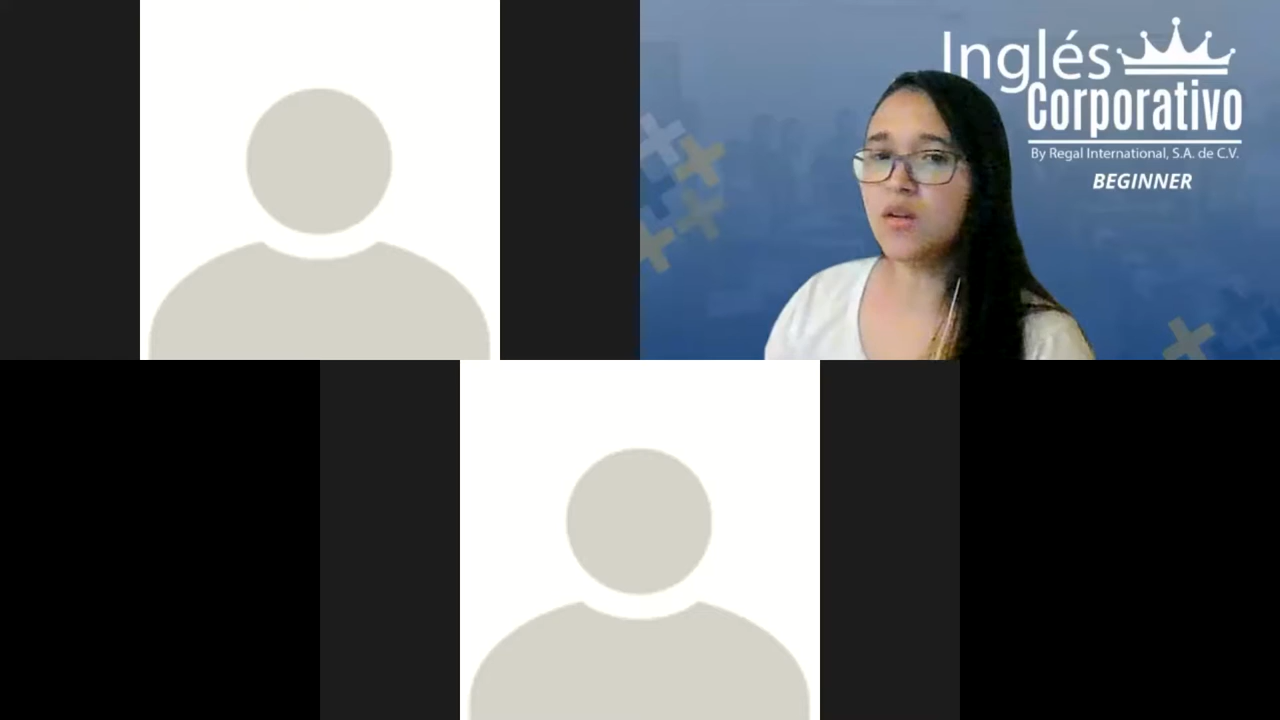 Inglés
Corporativo
By Regal International, S.A. de C.V.
BEGINNER